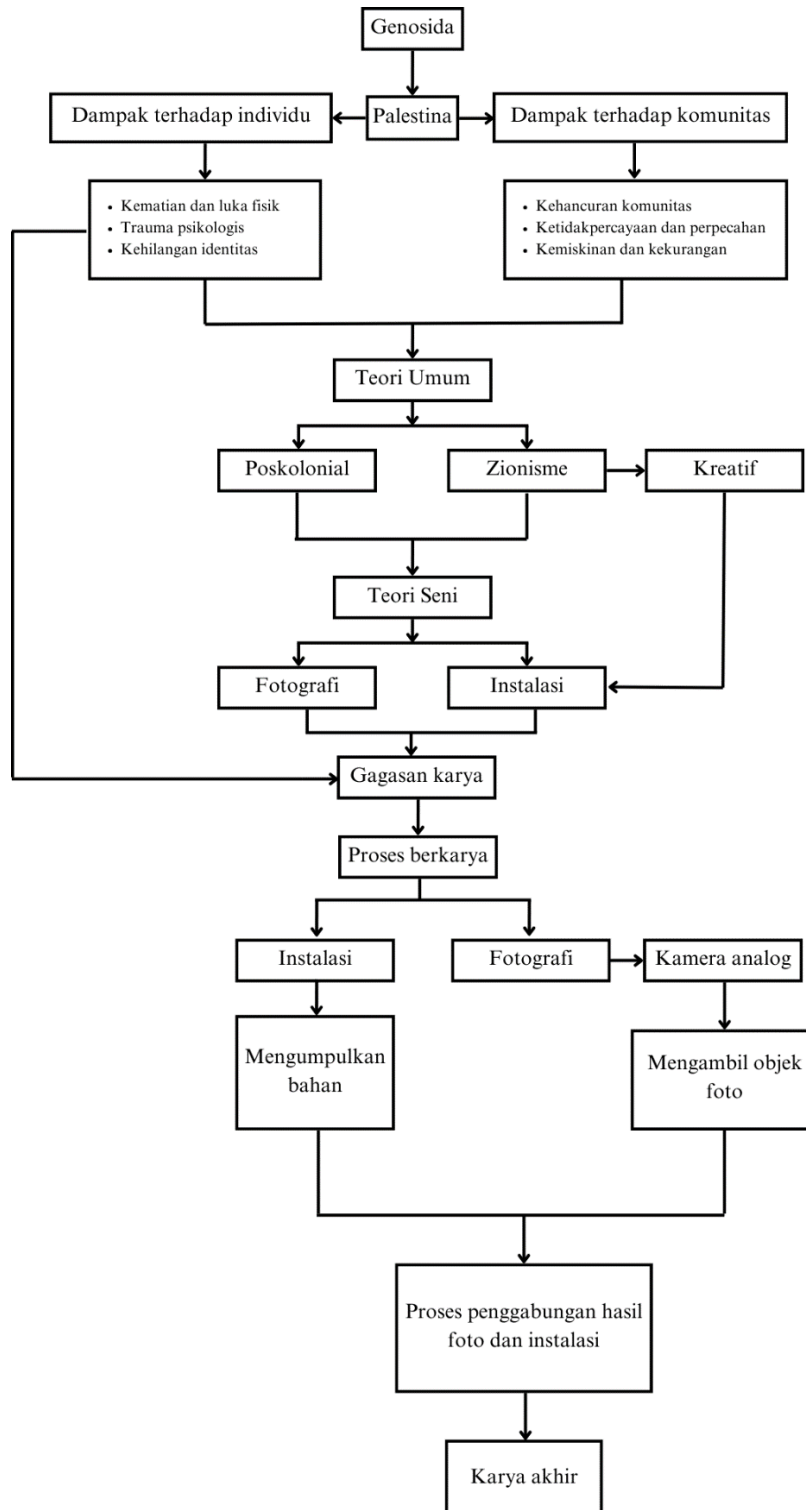 Genosida
Dampak terhadap individu
Palestina
Dampak terhadap komunitas
• Kematian dan luka fisik
• Trauma psikologis
• Kehilangan identitas
• Kehancuran komunitas
• Ketidakpercayaan dan perpecahan
• Kemiskinan dan kekurangan
Teori Umum
Poskolonial
Zionisme
Kreatif
Teori Seni
Fotografi
Instalasi
Gagasan karya
Proses berkarya
Instalasi
Fotografi
Kamera analog
Mengumpulkan
bahan
Mengambil objek
foto
Proses penggabungan hasil
foto dan instalasi
Karya akhir